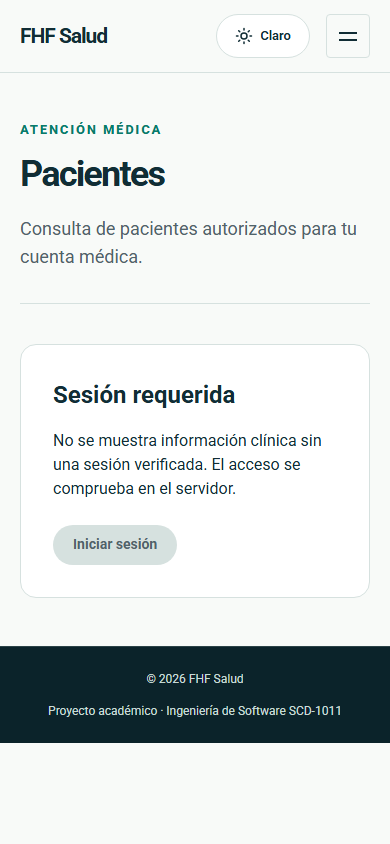 FHF Salud
Claro
ATENCIÓN MÉDICA
Pacientes
Consulta de pacientes autorizados para tu
cuenta médica.
Sesión requerida
No se muestra información clínica sin
una sesión verificada. El acceso se
comprueba en el servidor.
Iniciar sesión
© 2026 FHF Salud
Proyecto académico · Ingeniería de Software SCD-1011